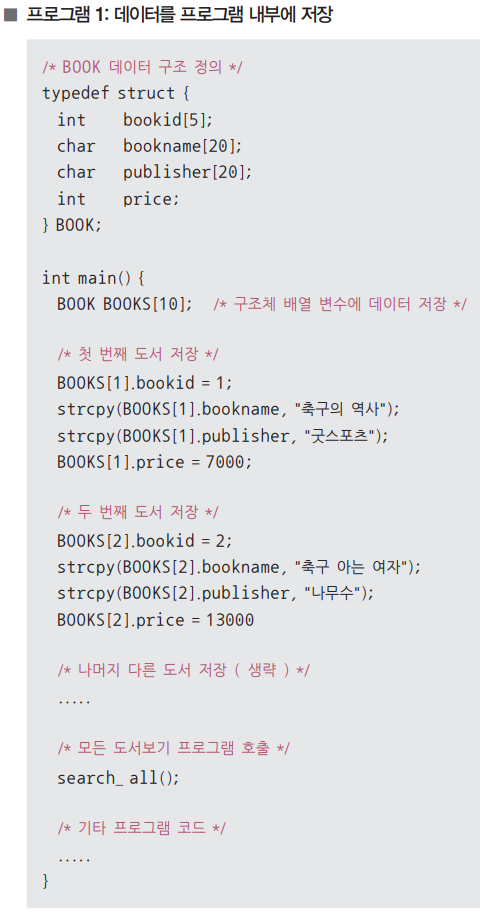 ■ 프로그램 1: 데이터를 프로그램 내부에 저장
/* BOOK 데이터 구조 정의 */
typedef struct {
int bookid[5];
char bookname[20];
char publisher[20];
int price;
} BOOK;
int main() {
BOOK BOOKS[10]; /* 구조체 배열 변수에 데이터 저장 */
/* 첫 번째 도서 저장 */
BOOKS[1].bookid = 1;
strcpy(BOOKS[1].bookname, "축구의 역사");
strcpy(BOOKS[1].publisher, "굿스포츠");
BOOKS[1].price = 7000;
/* 두 번째 도서 저장 */
BOOKS[2].bookid = 2;
strcpy(BOOKS[2].bookname, "축구 아는 여자");
strcpy(BOOKS[2].publisher, "나무수");
BOOKS[2].price = 13000
/* 나머지 다른 도서 저장 ( 생략 ) */
.....
/* 모든 도서보기 프로그램 호출 */
search_ all();
/* 기타 프로그램 코드 */
.....
}